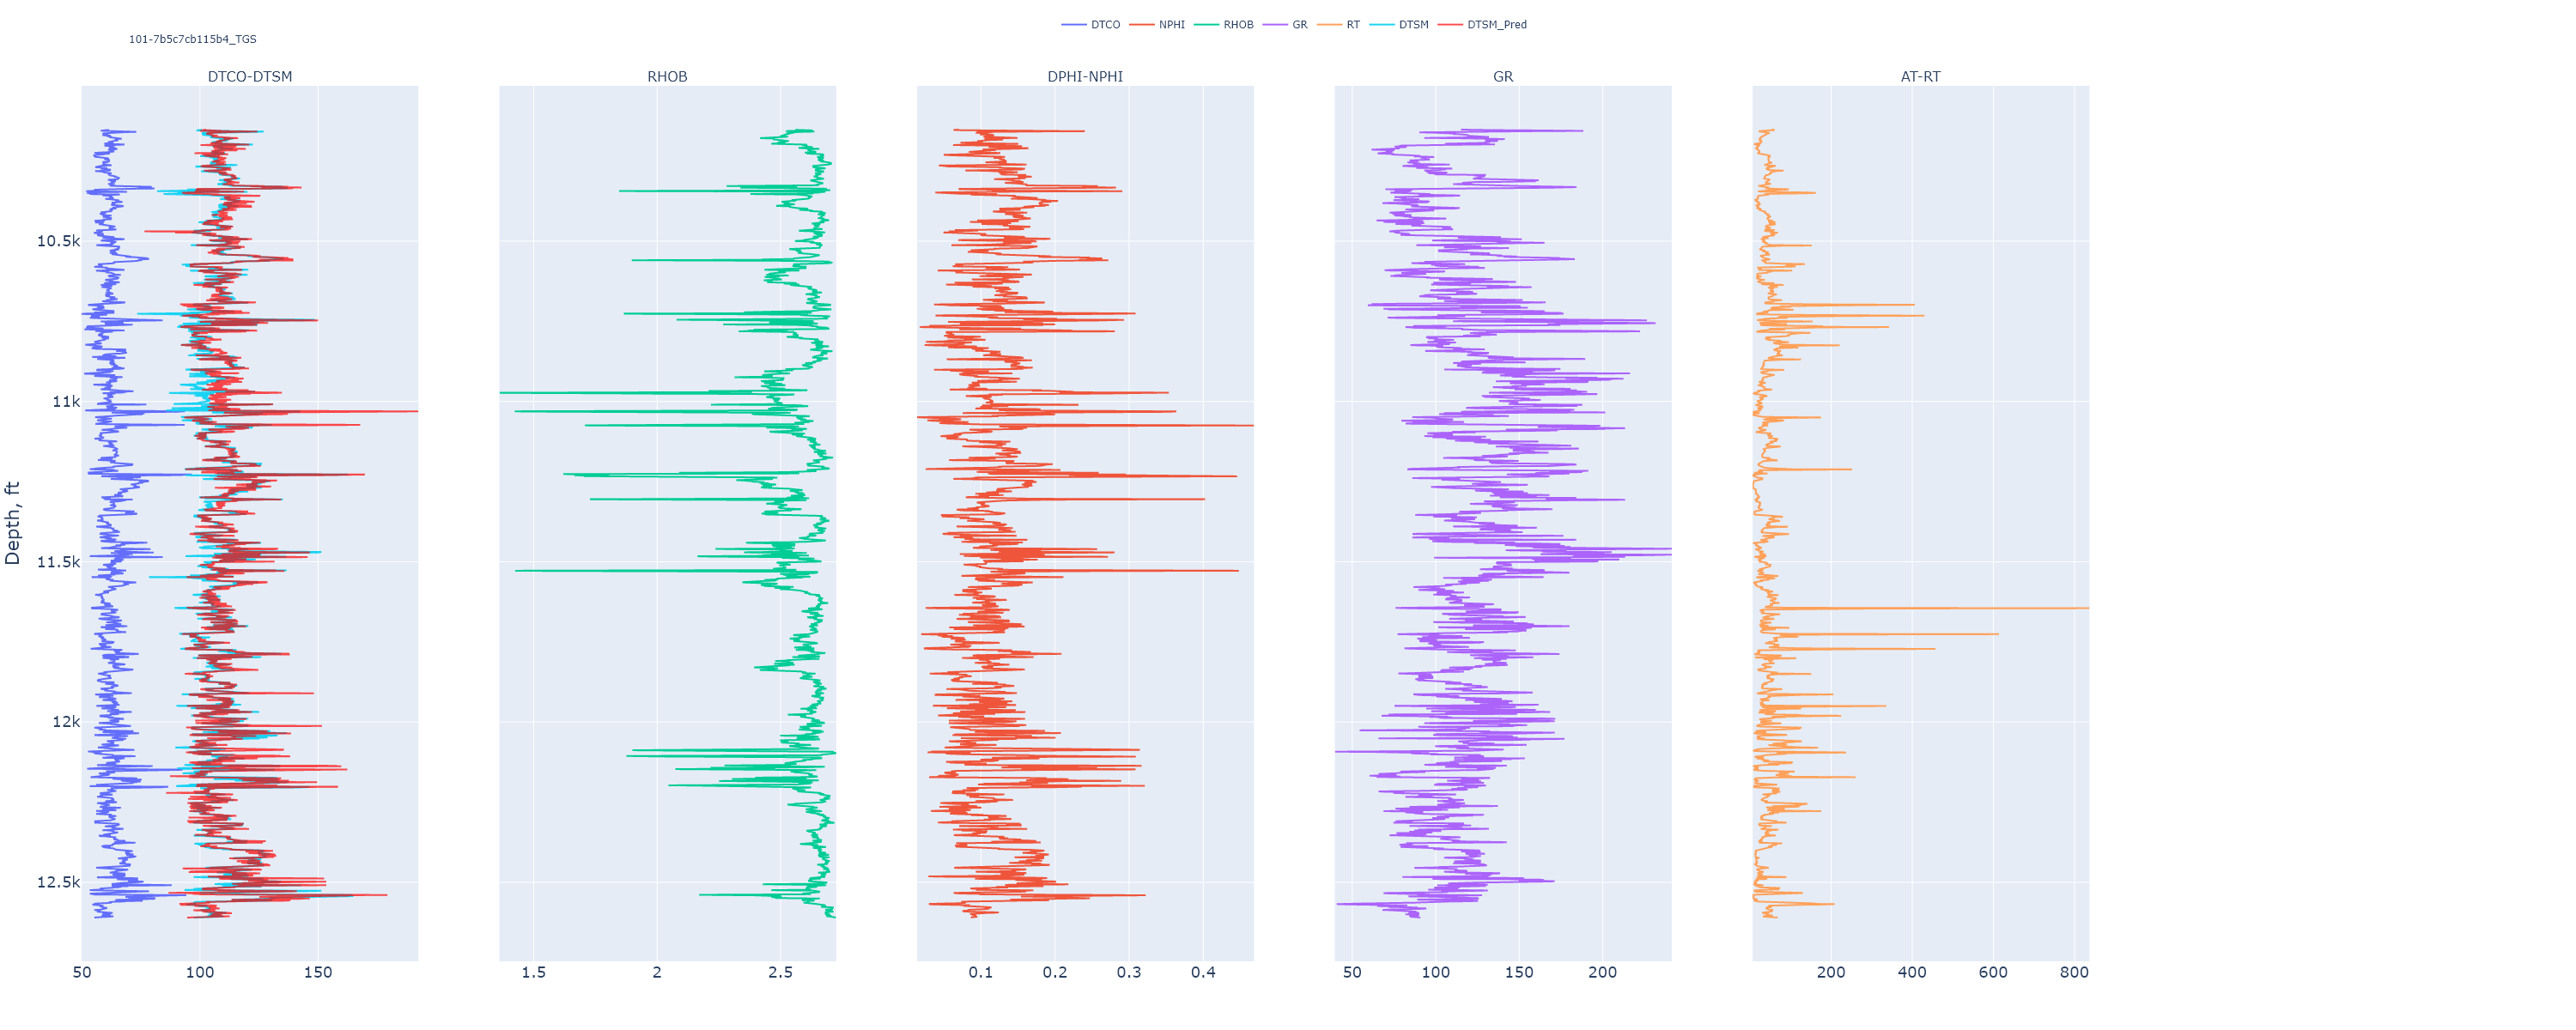 DTCO NPHI RHOB GR RT DTSM DTSM_Pred
101-7b5c7cb115b4_TGS
DTCO-DTSM RHOB DPHI-NPHI GR AT-RT
Depth, ft
10.5k
11k
11.5k
12k
12.5k
50 100 150 1.5 2 2.5 0.1 0.2 0.3 0.4 50 100 150 200 200 400 600 800